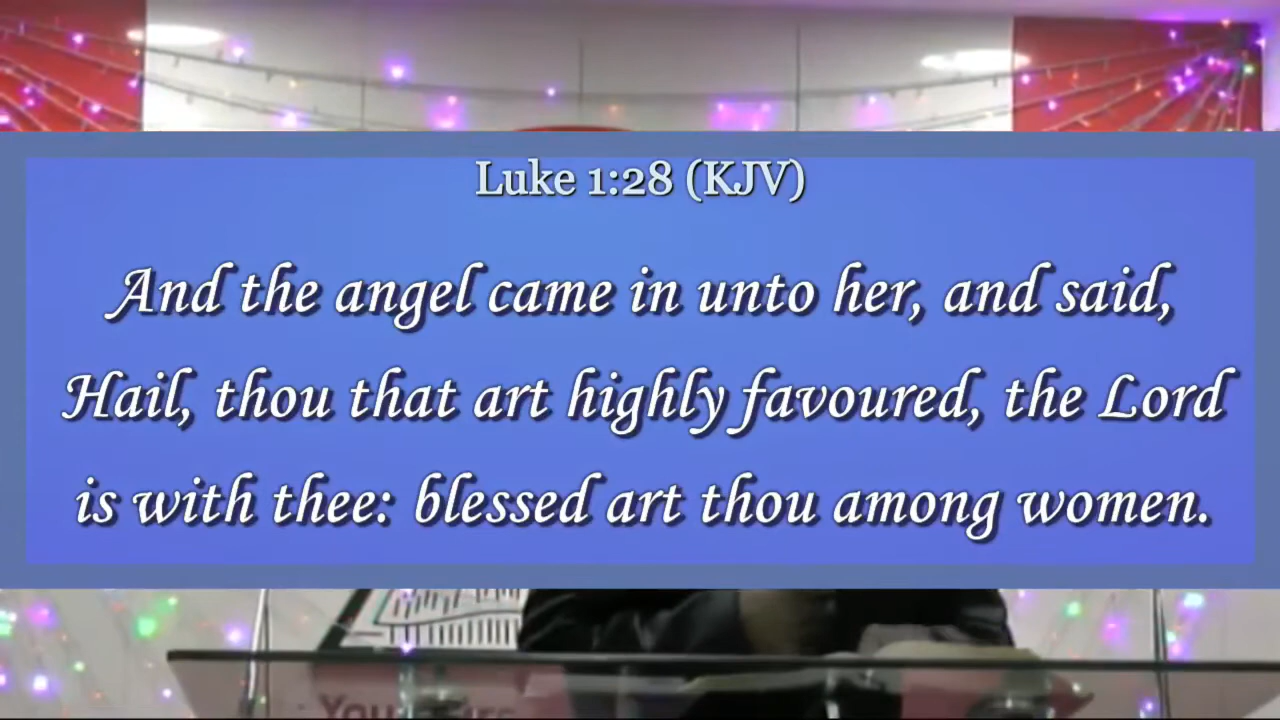 Luke 1:28 (KJV)
And the angel came in unto her, and said,
Hail, thou that art highly favoured, the Lord
is with thee: blessed art thou among women.